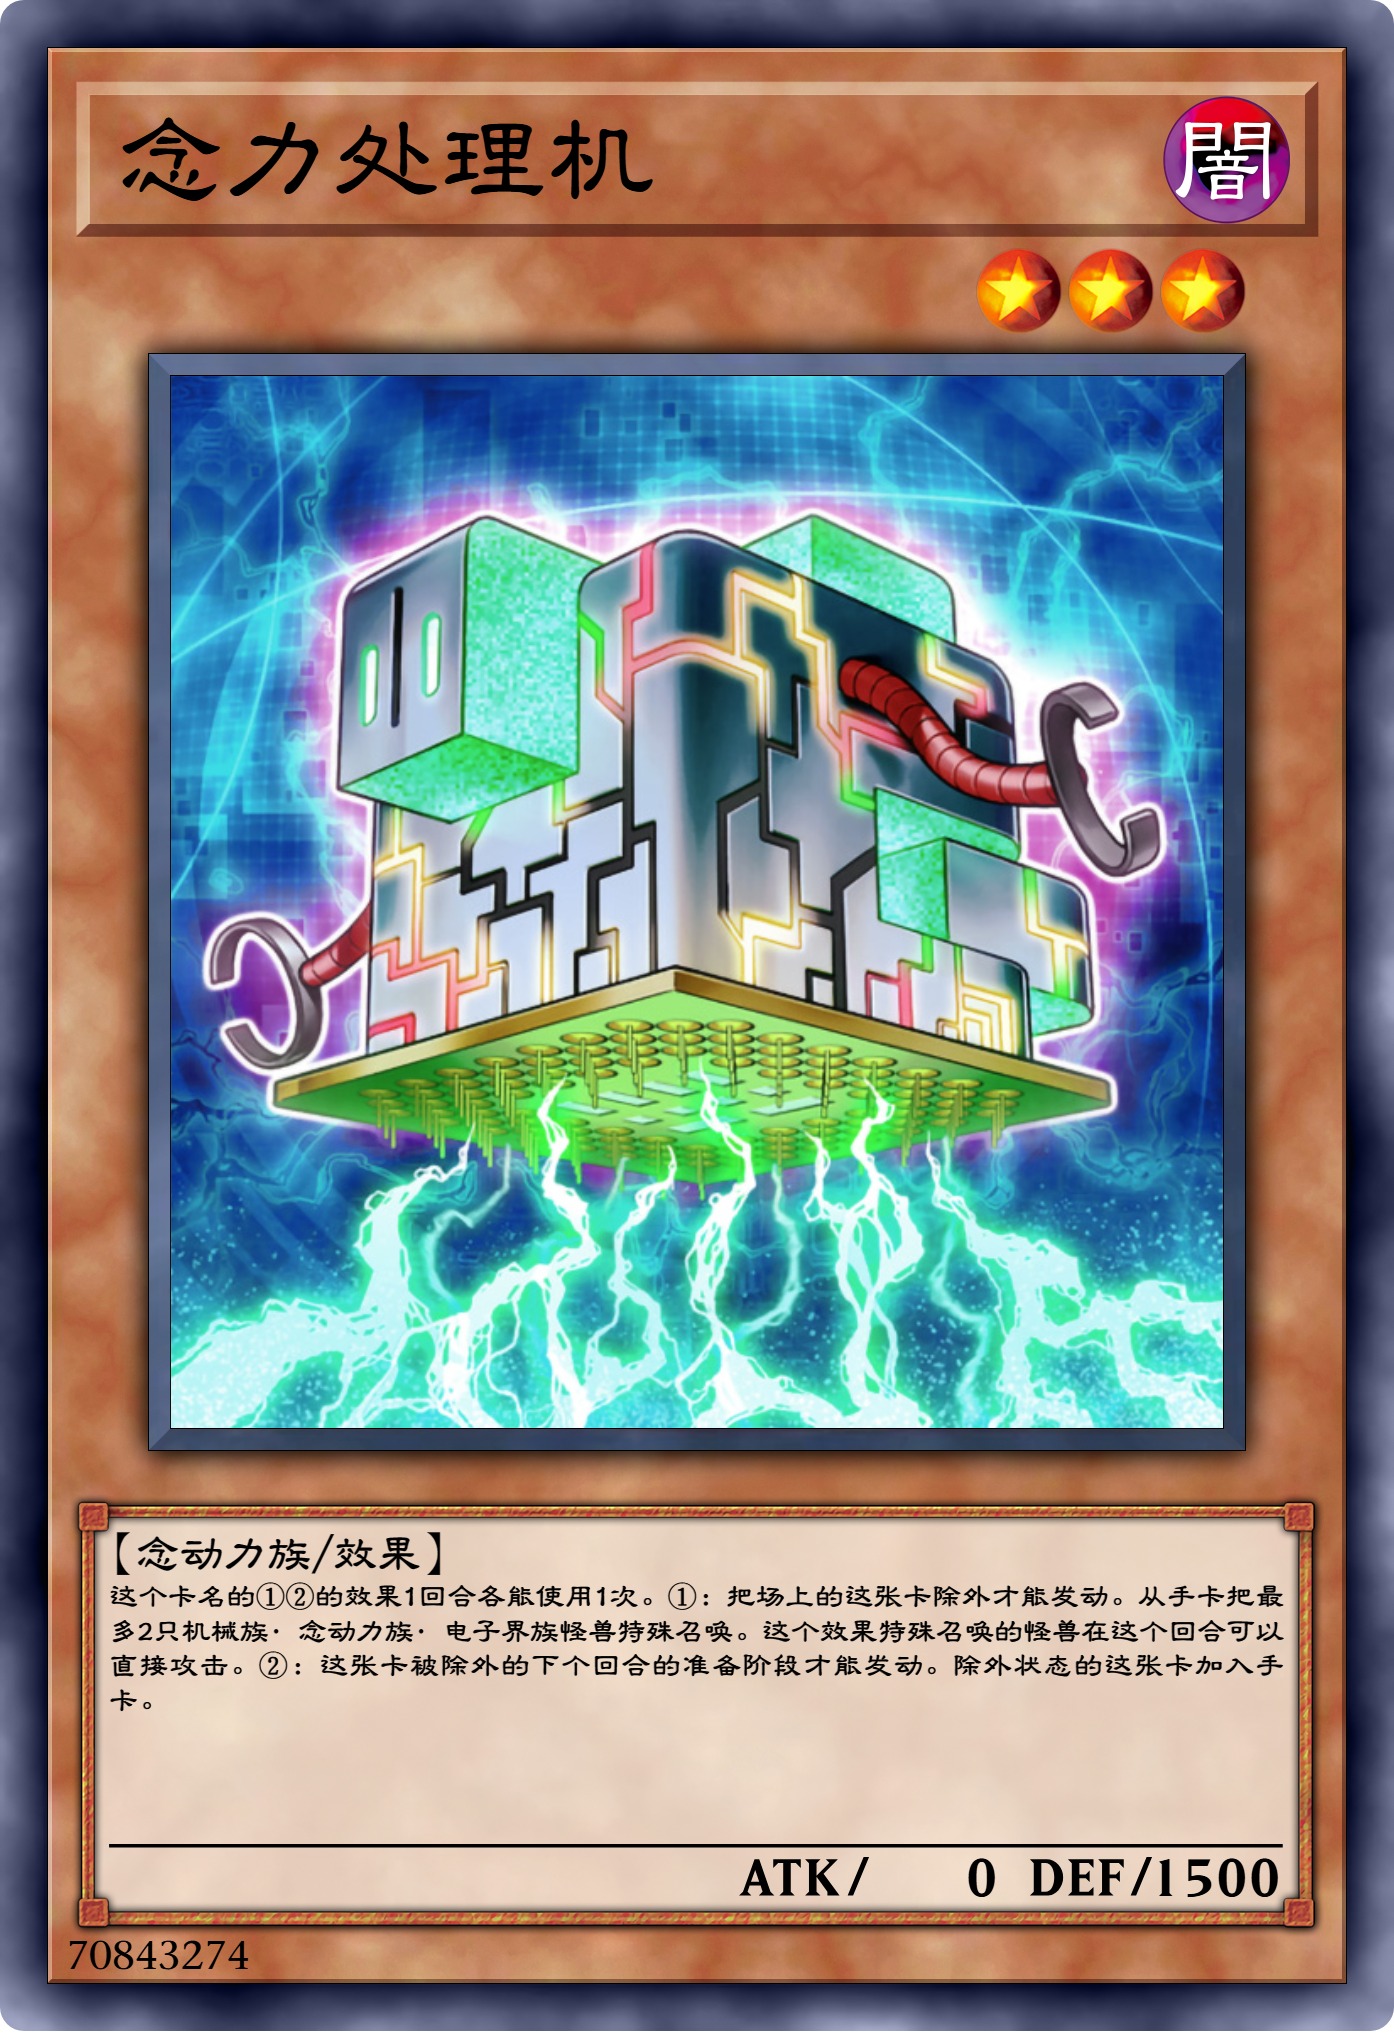 念力处理机
闇
【念动力族/效果】
这个卡名的①②的效果1回合各能使用1次。①：把场上的这张卡除外才能发动。从手卡把最
多2只机械族·念动力族·电子界族怪兽特殊召唤。这个效果特殊召唤的怪兽在这个回合可以
直接攻击。②：这张卡被除外的下个回合的准备阶段才能发动。除外状态的这张卡加入手
卡。
ATK/ 0 DEF/1500
70843274